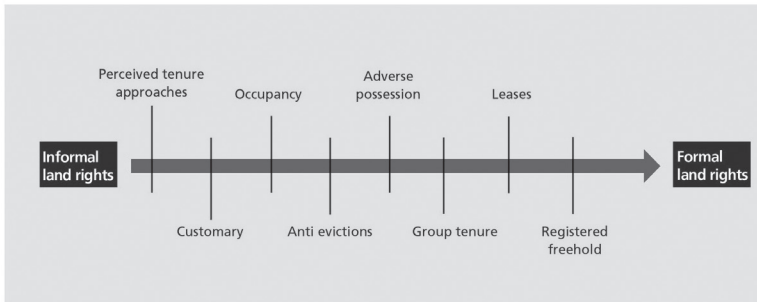 Perceived tenure
approaches
Occupancy
Adverse
possession
Leases
Informal
land rights
Formal
land rights
Customary
Anti evictions
Group tenure
Registered
freehold